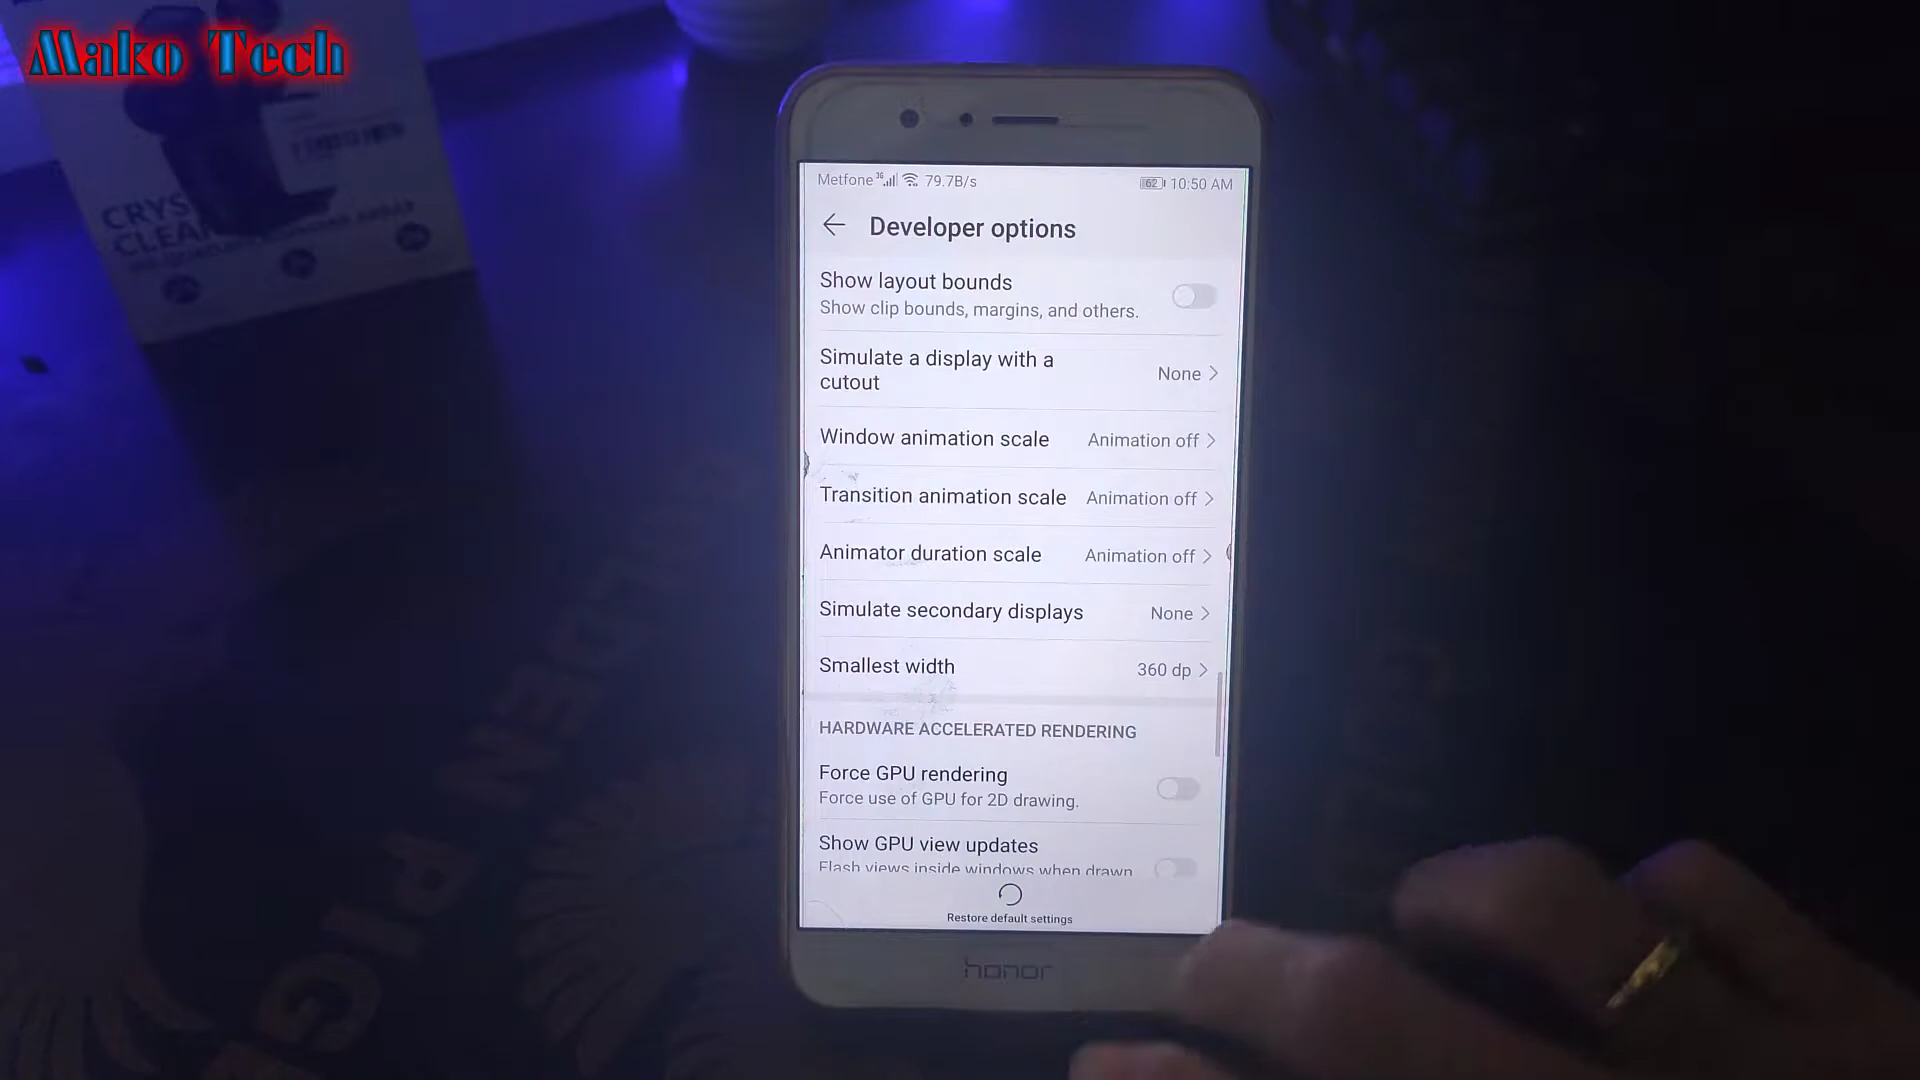 Mako Tech
CRYS
CLEA
Metfone 3G 79.7B/s
62 10:50 AM
Developer options
Show layout bounds
Show clip bounds, margins, and others.
Simulate a display with a
cutout
None
Window animation scale
Animation off
Transition animation scale
Animation off
Animator duration scale
Animation off
Simulate secondary displays
None
Smallest width
360 dp
HARDWARE ACCELERATED RENDERING
Force GPU rendering
Force use of GPU for 2D drawing.
Show GPU view updates
Flash views inside windows when drawn
Restore default settings
honor